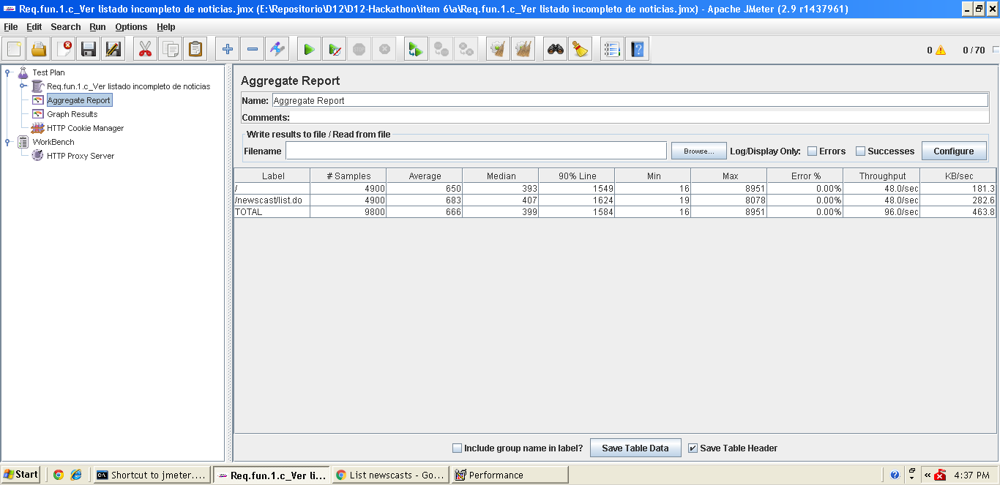 Req.fun.1.c_Ver listado incompleto de noticias.jmx (E:\Repositorio\D12\D12-Hackathon\item 6\a\Req.fun.1.c_Ver listado incompleto de noticias.jmx) - Apache JMeter (2.9 r1437961)
File Edit Search Run Options Help
0 0 / 70
Test Plan
Req.fun.1.c_Ver listado incompleto de noticias
Aggregate Report
Graph Results
HTTP Cookie Manager
WorkBench
HTTP Proxy Server
Aggregate Report
Name: Aggregate Report
Comments:
Write results to file / Read from file
Filename Browse... Log/Display Only: Errors Successes Configure
Label # Samples Average Median 90% Line Min Max Error % Throughput KB/sec
/ 4900 650 393 1549 16 8951 0.00% 48.0/sec 181.3
/newscast/list.do 4900 683 407 1624 19 8078 0.00% 48.0/sec 282.6
TOTAL 9800 666 399 1584 16 8951 0.00% 96.0/sec 463.8
Include group name in label? Save Table Data Save Table Header
Start Shortcut to jmeter.... Req.fun.1.c_Ver li... List newscasts - Go... Performance 4:37 PM